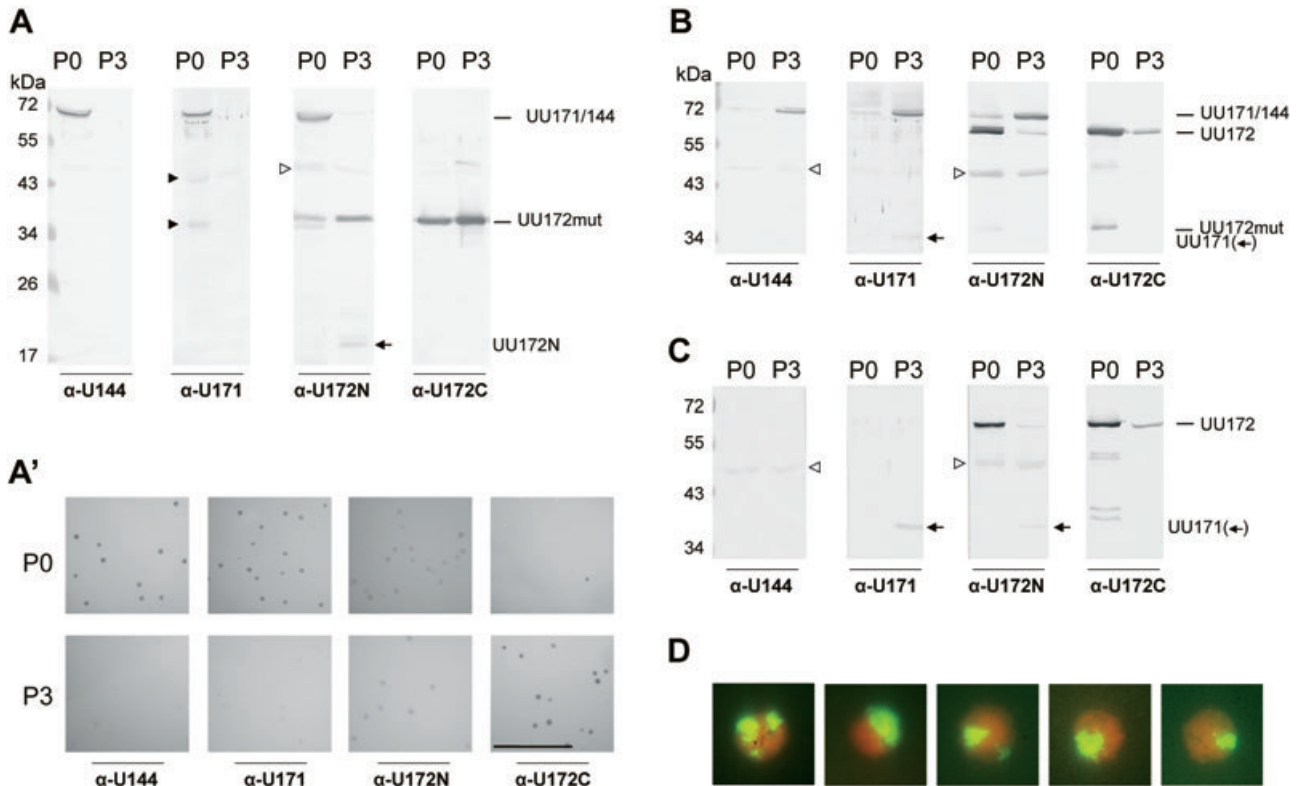 A
P0 P3 P0 P3 P0 P3 P0 P3
kDa
72
55
43
34
26
17
UU171/144
UU172mut
UU172N
α-U144 α-U171 α-U172N α-U172C
A'
P0
P3
α-U144 α-U171 α-U172N α-U172C
B
P0 P3 P0 P3 P0 P3 P0 P3
kDa
72
55
43
34
UU171/144
UU172
UU172mut
UU171(←)
α-U144 α-U171 α-U172N α-U172C
C
P0 P3 P0 P3 P0 P3 P0 P3
72
55
43
34
UU172
UU171(←)
α-U144 α-U171 α-U172N α-U172C
D